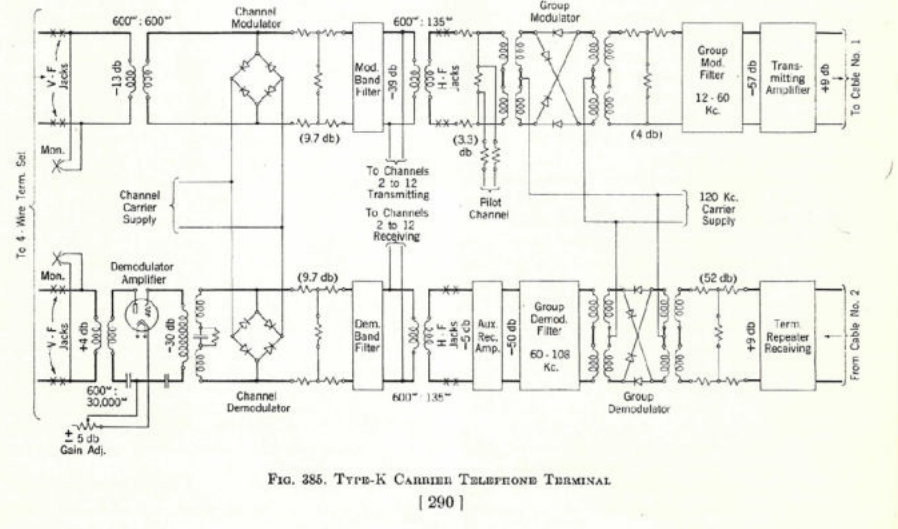 Channel
Modulator
Group
Modulator
600ʷ : 600ʷ
600ʷ : 135ʷ
V-F
Jacks
-13 db
Mod.
Band
Filter
-39 db
H-F
Jacks
Group
Mod.
Filter
12-60
Kc.
-57 db
Trans-
mitting
Amplifier
+9 db
To Cable No. 1
(9.7 db)
(3.3)
db
(4 db)
Mon.
To 4-Wire Term. Set
Channel
Carrier
Supply
To Channels
2 to 12
Transmitting
Pilot
Channel
120 Kc.
Carrier
Supply
To Channels
2 to 12
Receiving
Mon.
Demodulator
Amplifier
(9.7 db)
(52 db)
V-F
Jacks
+4 db
-30 db
Dem.
Band
Filter
H-F
Jacks
-5 db
Aux.
Rec.
Amp.
-50 db
Group
Demod.
Filter
60-108
Kc.
+9 db
Term.
Repeater
Receiving
From Cable No. 2
600ʷ :
30,000ʷ
Channel
Demodulator
600ʷ : 135ʷ
Group
Demodulator
± 5 db
Gain Adj.
FIG. 385. TYPE-K CARRIER TELEPHONE TERMINAL
[ 290 ]